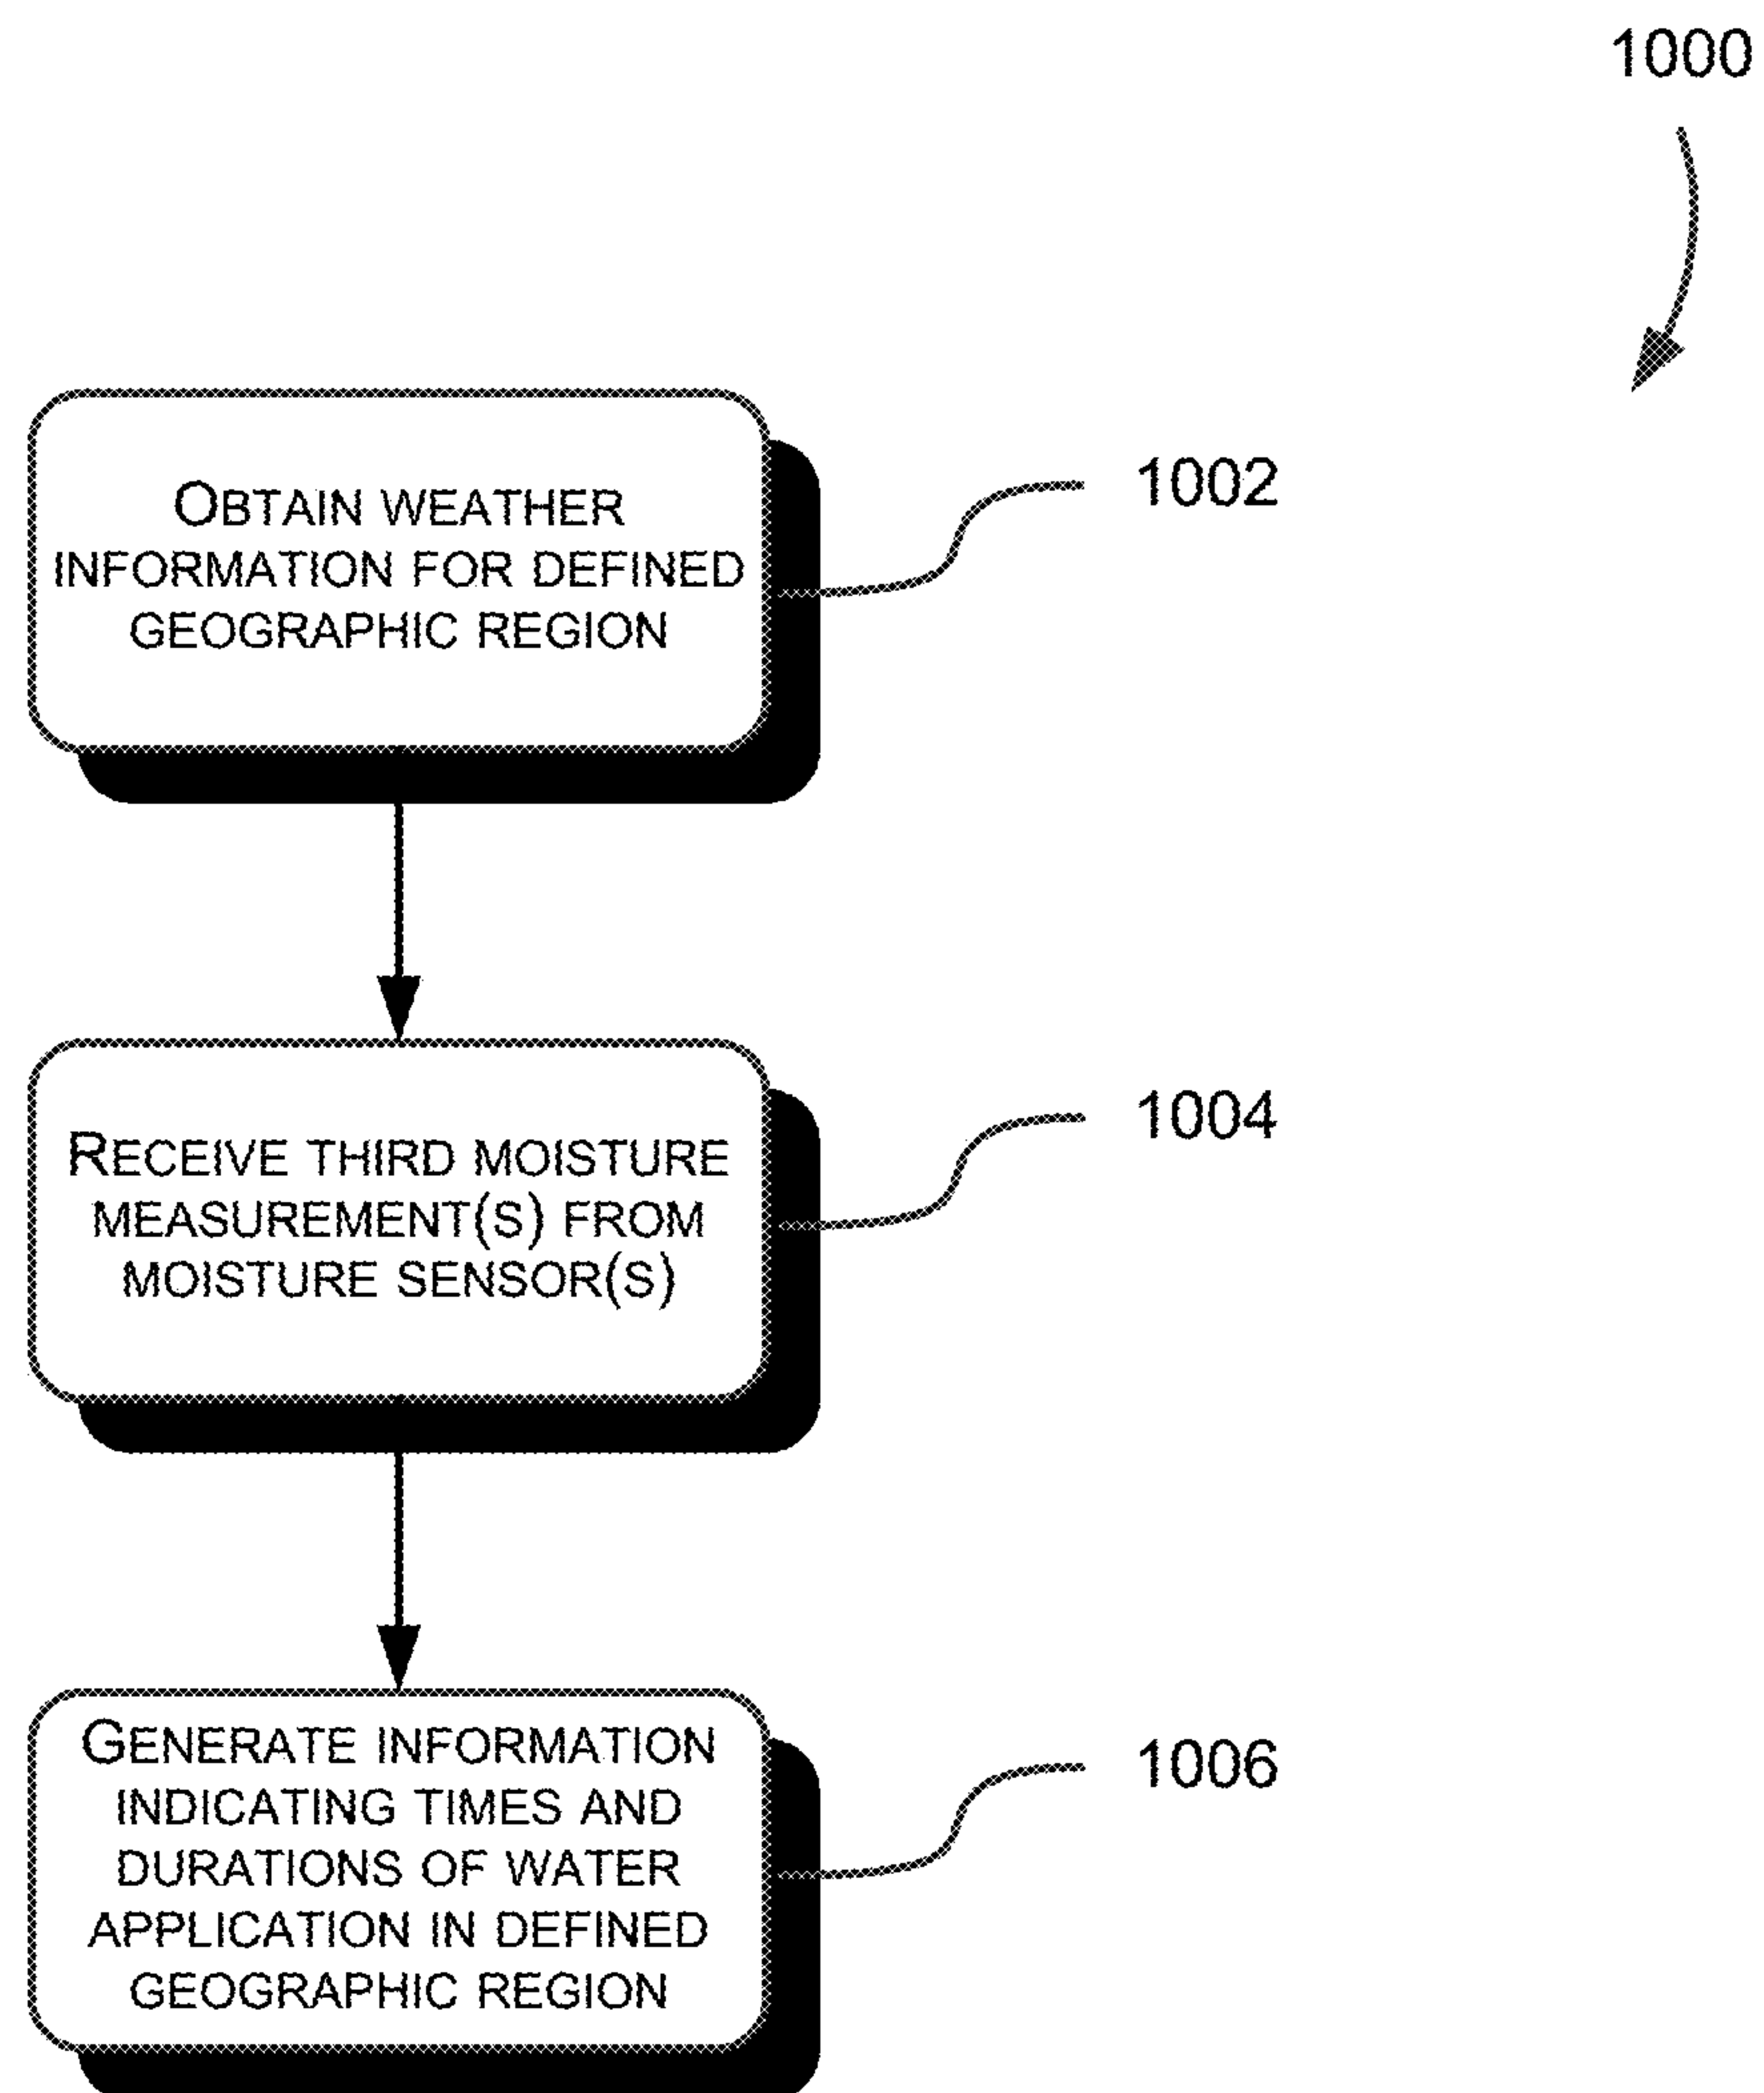 1000
OBTAIN WEATHER
INFORMATION FOR DEFINED
GEOGRAPHIC REGION
1002
RECEIVE THIRD MOISTURE
MEASUREMENT(S) FROM
MOISTURE SENSOR(S)
1004
GENERATE INFORMATION
INDICATING TIMES AND
DURATIONS OF WATER
APPLICATION IN DEFINED
GEOGRAPHIC REGION
1006